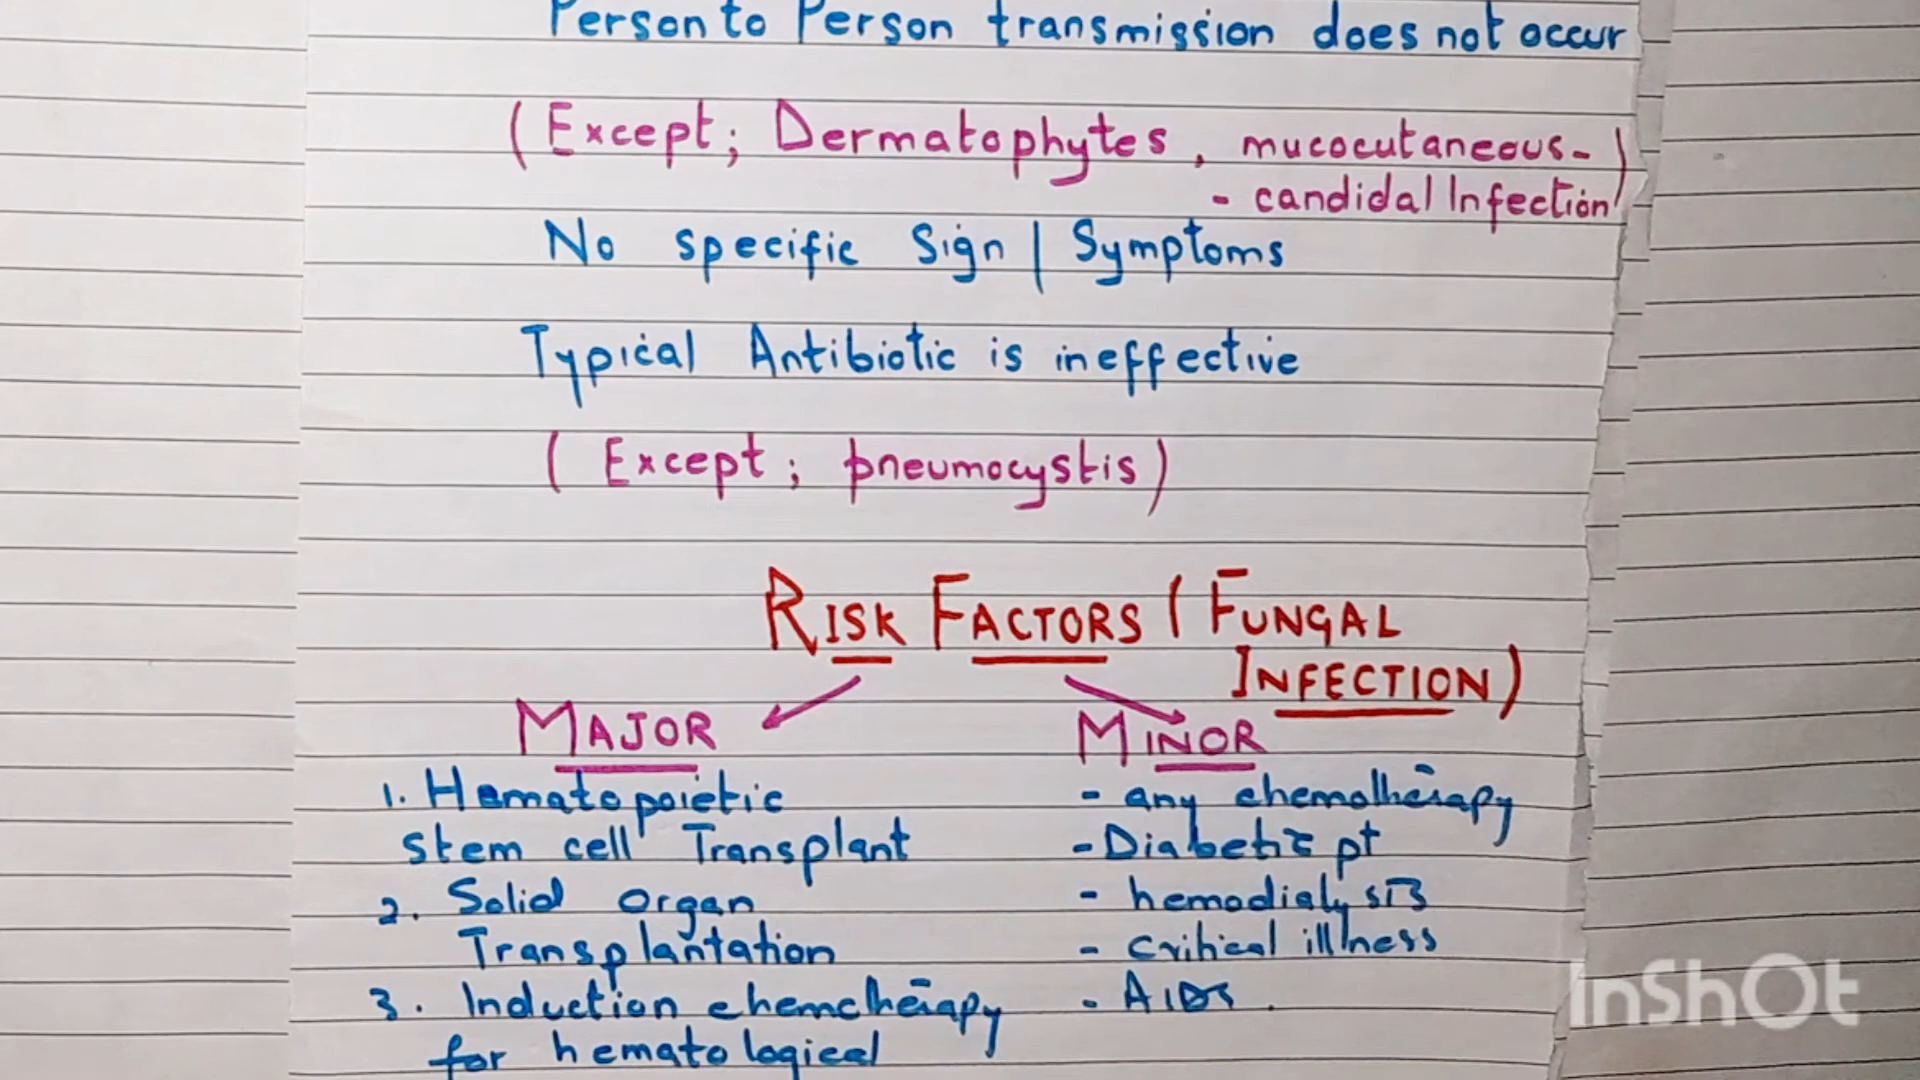 Person to Person transmission does not occur
(Except; Dermatophytes, mucocutaneous-
- candidal Infection)
No specific Sign | Symptoms
Typical Antibiotic is ineffective
(Except; pneumocystis)
RISK FACTORS (FUNGAL
INFECTION)
MAJOR
1. Hematopoietic
stem cell Transplant
2. Solid organ
Transplantation
3. Induction chemotherapy
for hematological
MINOR
- any chemotherapy
- Diabetic pt
- hemodialysis
- critical illness
- AIDS.
InShOt